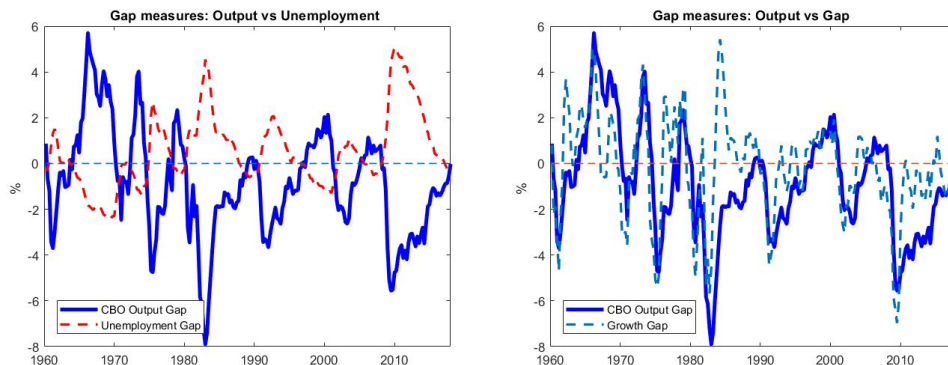 Gap measures: Output vs Unemployment
6
4
2
0
-2
-4
-6
-8
%
CBO Output Gap
Unemployment Gap
1960 1970 1980 1990 2000 2010
Gap measures: Output vs Gap
6
4
2
0
-2
-4
-6
-8
%
CBO Output Gap
Growth Gap
1960 1970 1980 1990 2000 2010